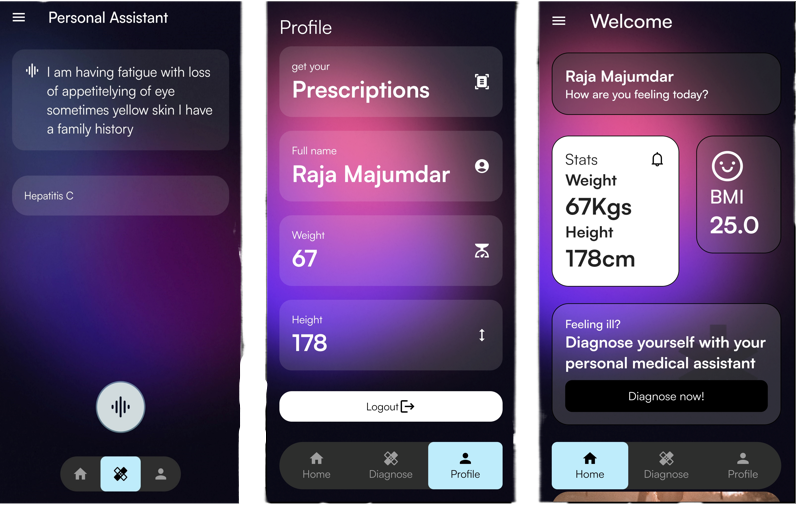 Personal Assistant
I am having fatigue with loss
of appetitelying of eye
sometimes yellow skin I have
a family history
Hepatitis C
Profile
get your
Prescriptions
Full name
Raja Majumdar
Weight
67
Height
178
Logout
Home
Diagnose
Profile
Welcome
Raja Majumdar
How are you feeling today?
Stats
Weight
67Kgs
Height
178cm
BMI
25.0
Feeling ill?
Diagnose yourself with your
personal medical assistant
Diagnose now!
Home
Diagnose
Profile